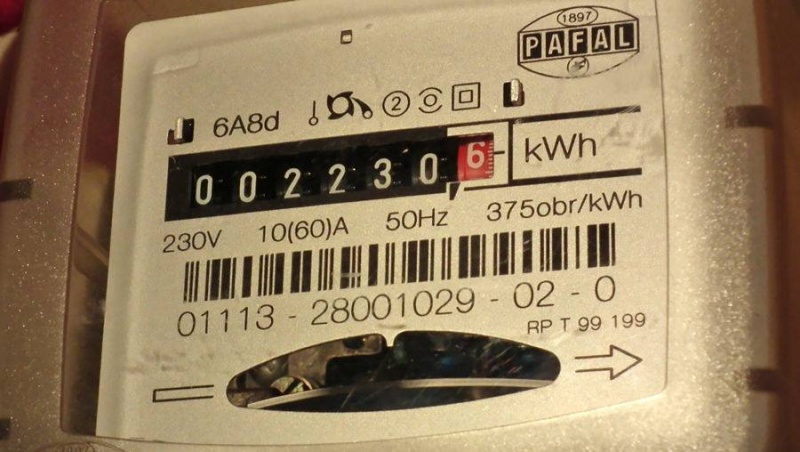 1897
PAFAL
6A8d 2
002230 6 kWh
230V 10(60)A 50Hz 375obr/kWh
01113 - 28001029 - 02 - 0
RP T 99 199